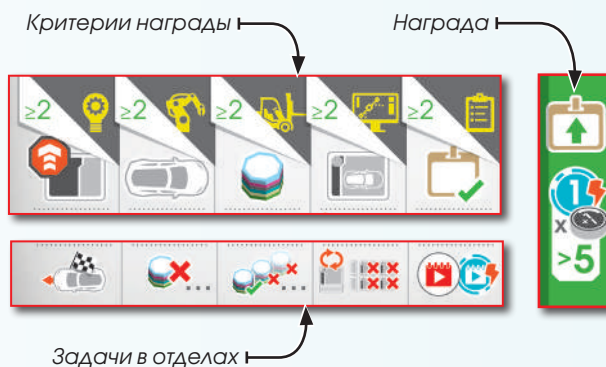 Критерии награды
Награда
≥2 ≥2 ≥2 ≥2 ≥2
1
x
>5
Задачи в отделах